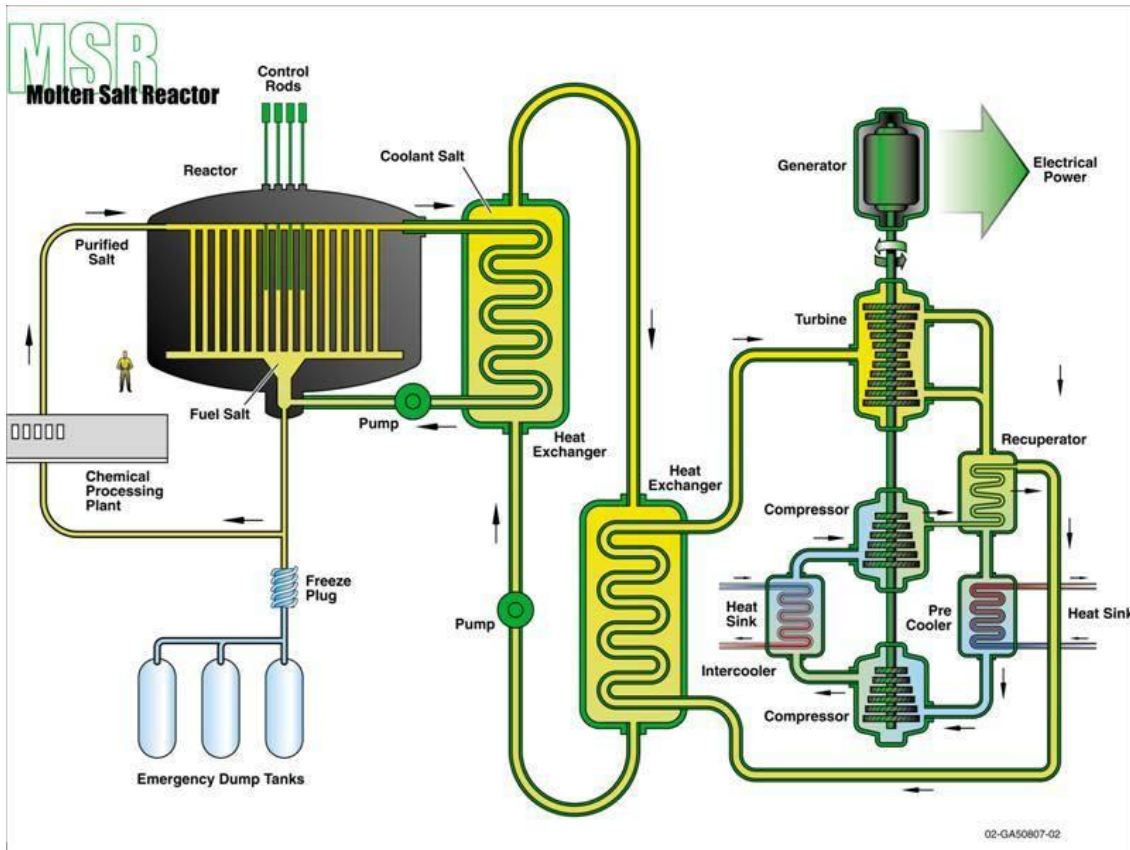 MSR
Molten Salt Reactor
Control
Rods
Reactor
Coolant Salt
Purified
Salt
Fuel Salt
Pump
Heat
Exchanger
Chemical
Processing
Plant
Freeze
Plug
Emergency Dump Tanks
Pump
Heat
Exchanger
Generator
Electrical
Power
Turbine
Recuperator
Compressor
Heat
Sink
Pre
Cooler
Heat Sink
Intercooler
Compressor
02-GA50807-02